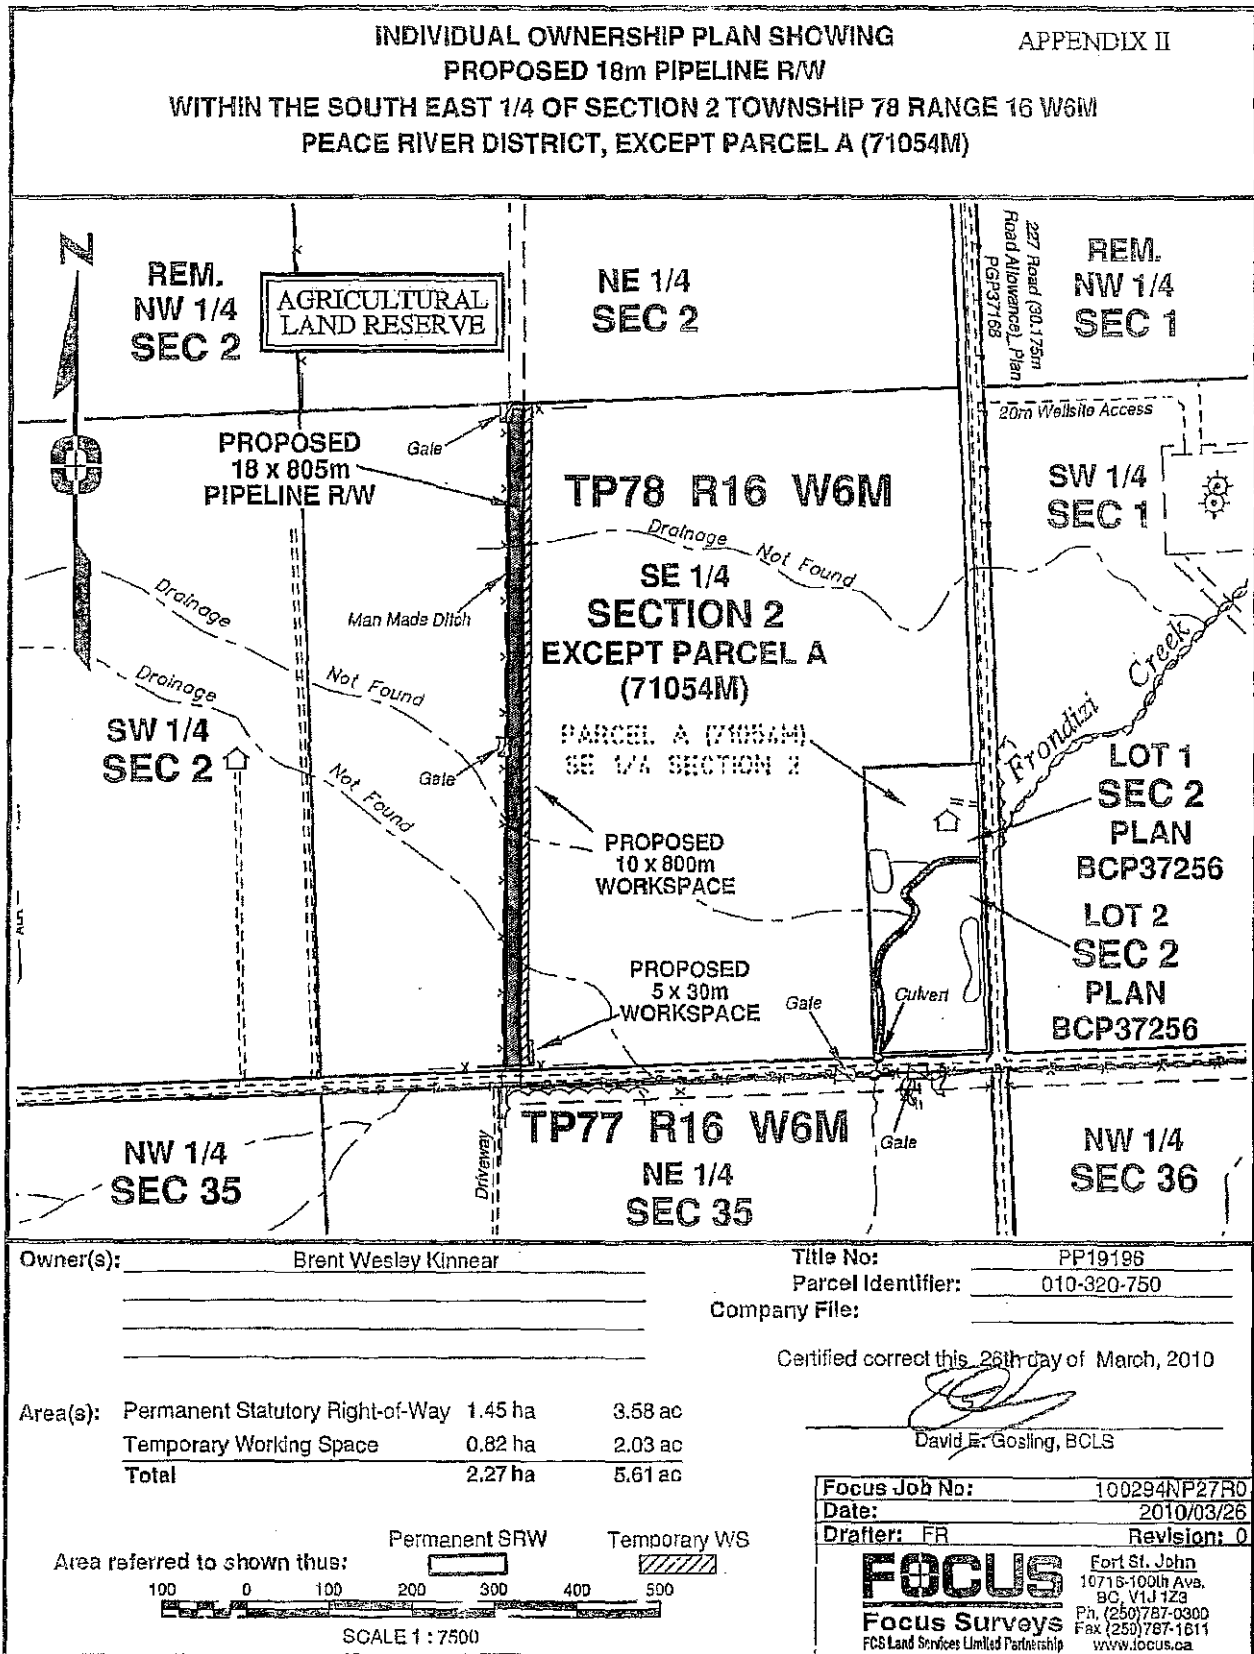 INDIVIDUAL OWNERSHIP PLAN SHOWING
APPENDIX II
PROPOSED 18m PIPELINE R/W
WITHIN THE SOUTH EAST 1/4 OF SECTION 2 TOWNSHIP 78 RANGE 16 W6M
PEACE RIVER DISTRICT, EXCEPT PARCEL A (71054M)
N
REM.
NW 1/4
SEC 2
AGRICULTURAL
LAND RESERVE
NE 1/4
SEC 2
227 Road (30.175m
Road Allowance), Plan
PGP37168
REM.
NW 1/4
SEC 1
20m Wellsite Access
PROPOSED
18 x 805m
PIPELINE R/W
Gate
TP78 R16 W6M
SW 1/4
SEC 1
Drainage
Not Found
SE 1/4
SECTION 2
EXCEPT PARCEL A
(71054M)
Man Made Ditch
Drainage
Not Found
Drainage
Not Found
SW 1/4
SEC 2
Gate
PARCEL A (71054M)
SE 1/4 SECTION 2
Frondizi Creek
LOT 1
SEC 2
PLAN
BCP37256
PROPOSED
10 x 800m
WORKSPACE
LOT 2
SEC 2
PLAN
BCP37256
PROPOSED
5 x 30m
WORKSPACE
Gate
Culvert
TP77 R16 W6M
Driveway
Gate
NW 1/4
SEC 35
NE 1/4
SEC 35
NW 1/4
SEC 36
Owner(s): Brent Wesley Kinnear
Title No: PP19196
Parcel Identifier: 010-320-750
Company File:
Certified correct this 26th day of March, 2010
David E. Gosling, BCLS
Area(s): Permanent Statutory Right-of-Way 1.45 ha 3.58 ac
Temporary Working Space 0.82 ha 2.03 ac
Total 2.27 ha 5.61 ac
Permanent SRW Temporary WS
Area referred to shown thus:
100 0 100 200 300 400 500
SCALE 1 : 7500
Focus Job No: 100294NP27R0
Date: 2010/03/26
Drafter: FR Revision: 0
FOCUS
Focus Surveys
FCS Land Services Limited Partnership
Fort St. John
10716-100th Ave.
BC, V1J 1Z3
Ph. (250)787-0300
Fax (250)787-1611
www.focus.ca